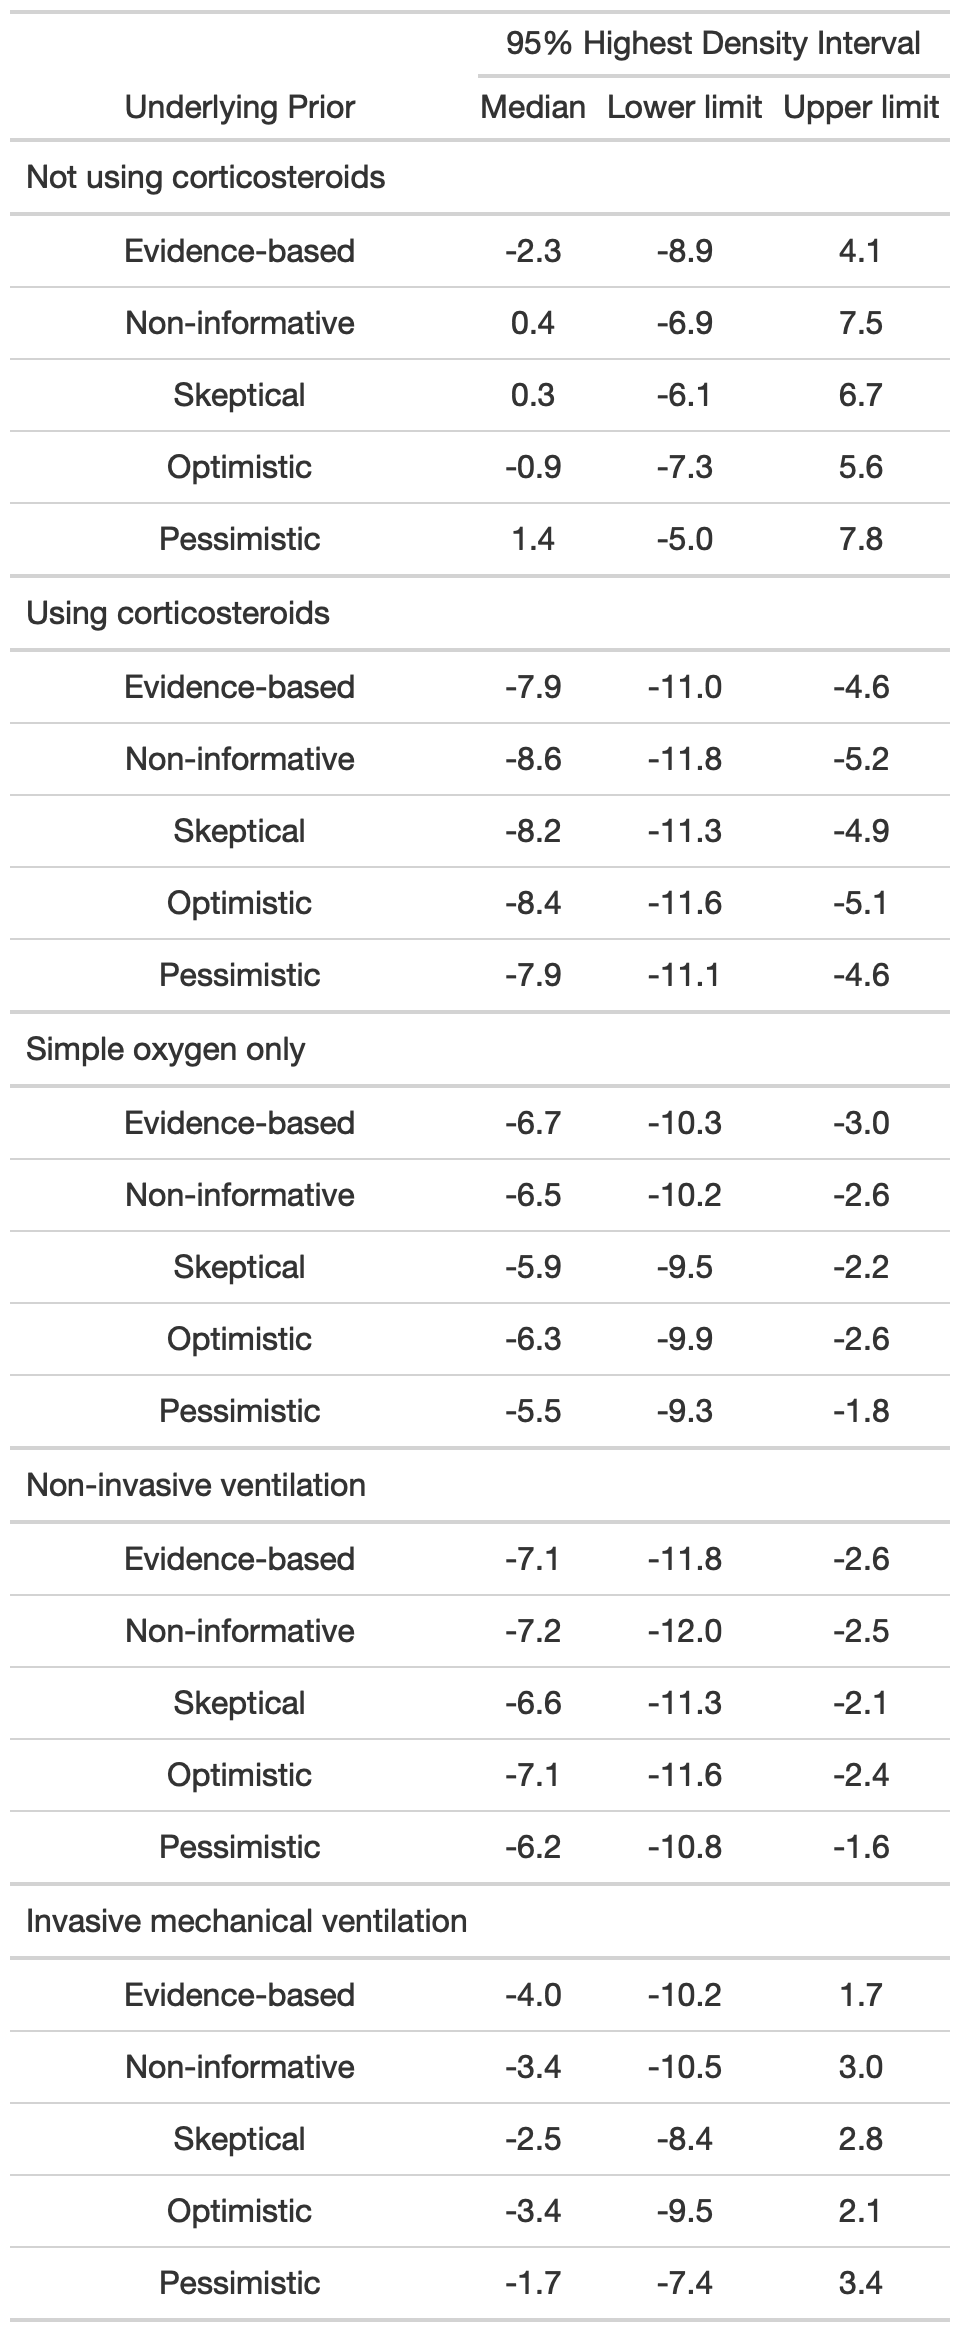 95% Highest Density Interval
Underlying Prior Median Lower limit Upper limit
Not using corticosteroids
Evidence-based -2.3 -8.9 4.1
Non-informative 0.4 -6.9 7.5
Skeptical 0.3 -6.1 6.7
Optimistic -0.9 -7.3 5.6
Pessimistic 1.4 -5.0 7.8
Using corticosteroids
Evidence-based -7.9 -11.0 -4.6
Non-informative -8.6 -11.8 -5.2
Skeptical -8.2 -11.3 -4.9
Optimistic -8.4 -11.6 -5.1
Pessimistic -7.9 -11.1 -4.6
Simple oxygen only
Evidence-based -6.7 -10.3 -3.0
Non-informative -6.5 -10.2 -2.6
Skeptical -5.9 -9.5 -2.2
Optimistic -6.3 -9.9 -2.6
Pessimistic -5.5 -9.3 -1.8
Non-invasive ventilation
Evidence-based -7.1 -11.8 -2.6
Non-informative -7.2 -12.0 -2.5
Skeptical -6.6 -11.3 -2.1
Optimistic -7.1 -11.6 -2.4
Pessimistic -6.2 -10.8 -1.6
Invasive mechanical ventilation
Evidence-based -4.0 -10.2 1.7
Non-informative -3.4 -10.5 3.0
Skeptical -2.5 -8.4 2.8
Optimistic -3.4 -9.5 2.1
Pessimistic -1.7 -7.4 3.4